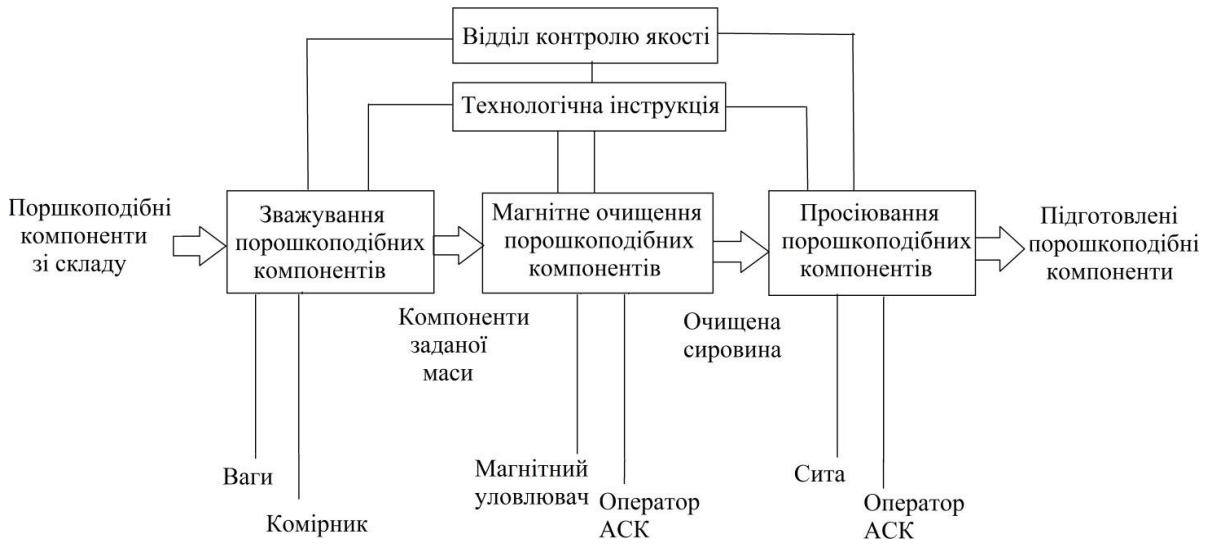 Відділ контролю якості
Технологічна інструкція
Поршкоподібні
компоненти
зі складу
Зважування
порошкоподібних
компонентів
Магнітне очищення
порошкоподібних
компонентів
Просіювання
порошкоподібних
компонентів
Підготовлені
порошкоподібні
компоненти
Компоненти
заданої
маси
Очищена
сировина
Ваги
Комірник
Магнітний
уловлювач
Оператор
АСК
Сита
Оператор
АСК